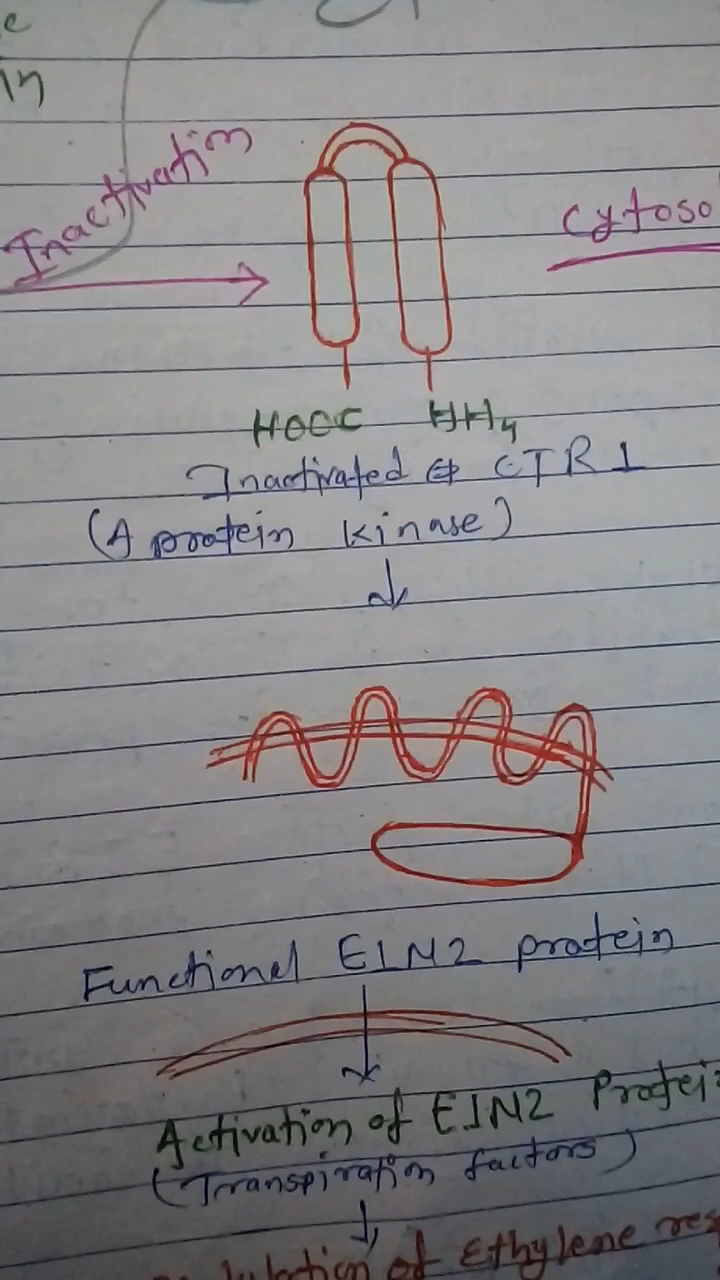 Inactivation
Cytoso
HOOC HH4
Inactivated CTR1
(A protein kinase)
Functional EIN2 protein
Activation of EIN2 Protei
(Transpiration factors)
of Ethylene res